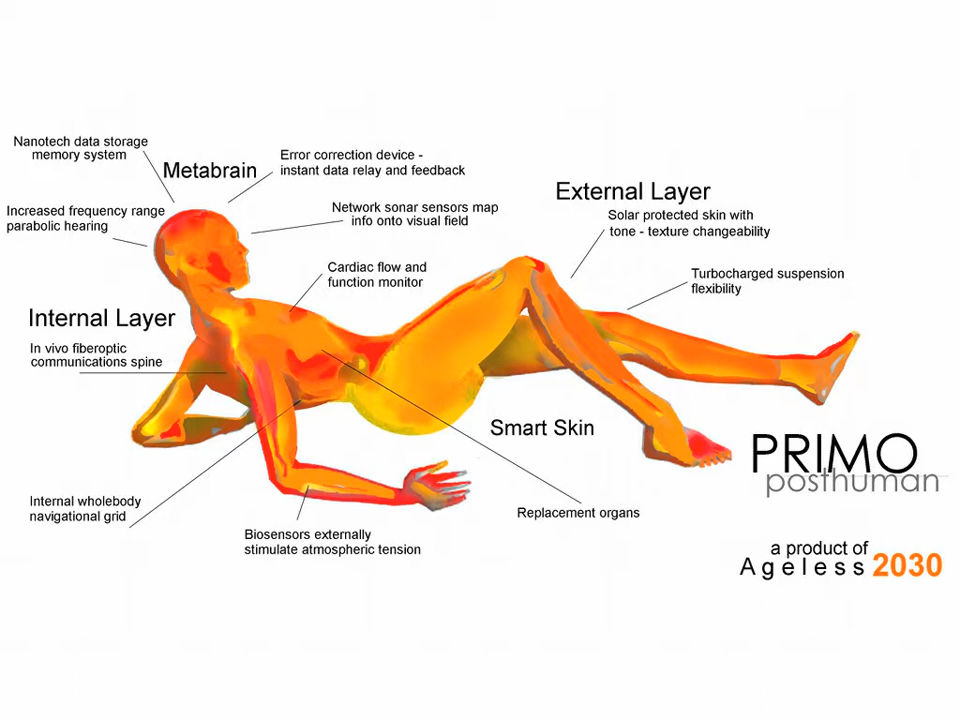 Nanotech data storage
memory system
Metabrain
Error correction device -
instant data relay and feedback
Increased frequency range
parabolic hearing
Network sonar sensors map
info onto visual field
External Layer
Solar protected skin with
tone - texture changeability
Cardiac flow and
function monitor
Turbocharged suspension
flexibility
Internal Layer
In vivo fiberoptic
communications spine
Smart Skin
PRIMO
posthuman
Internal wholebody
navigational grid
Replacement organs
Biosensors externally
stimulate atmospheric tension
a product of
Ageless 2030